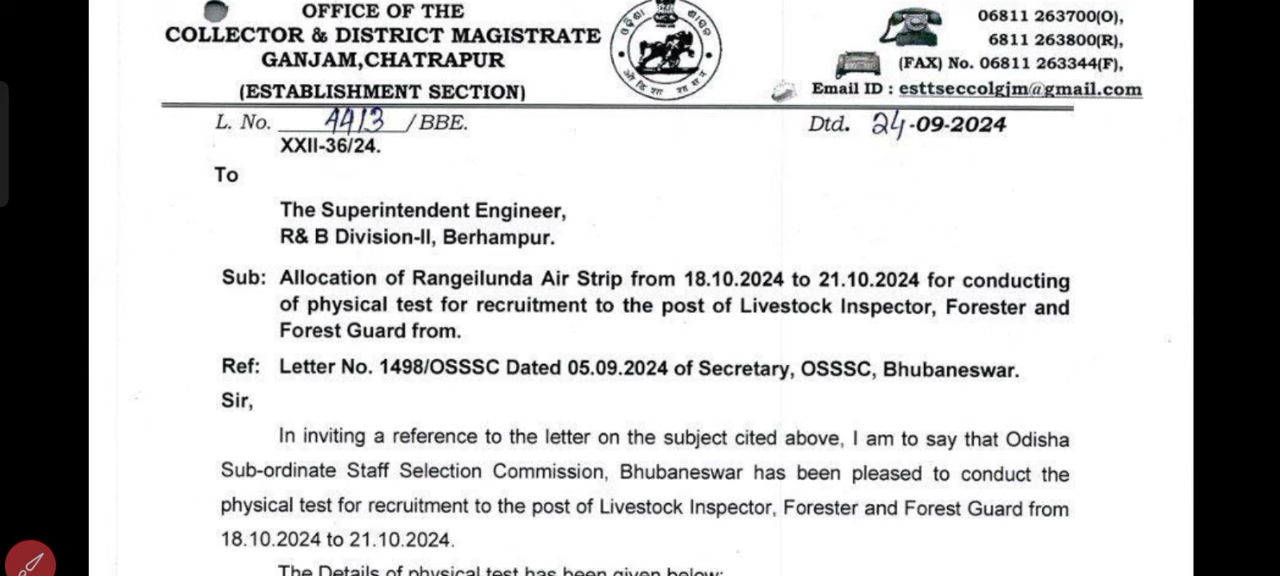 OFFICE OF THE
COLLECTOR & DISTRICT MAGISTRATE
GANJAM,CHATRAPUR
(ESTABLISHMENT SECTION)
06811 263700(O),
6811 263800(R),
(FAX) No. 06811 263344(F),
Email ID : esttseccolgjm@gmail.com
L. No. 4413 /BBE.
Dtd. 24-09-2024
XXII-36/24.
To
The Superintendent Engineer,
R& B Division-II, Berhampur.
Sub: Allocation of Rangeilunda Air Strip from 18.10.2024 to 21.10.2024 for conducting
of physical test for recruitment to the post of Livestock Inspector, Forester and
Forest Guard from.
Ref: Letter No. 1498/OSSSC Dated 05.09.2024 of Secretary, OSSSC, Bhubaneswar.
Sir,
In inviting a reference to the letter on the subject cited above, I am to say that Odisha
Sub-ordinate Staff Selection Commission, Bhubaneswar has been pleased to conduct the
physical test for recruitment to the post of Livestock Inspector, Forester and Forest Guard from
18.10.2024 to 21.10.2024.
The Details of physical test has been given below: